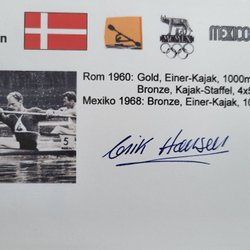 n
MEXICO
Rom 1960: Gold, Einer-Kajak, 1000m
Bronze, Kajak-Staffel, 4x5
Mexiko 1968: Bronze, Einer-Kajak, 10
5
Erik Hansen